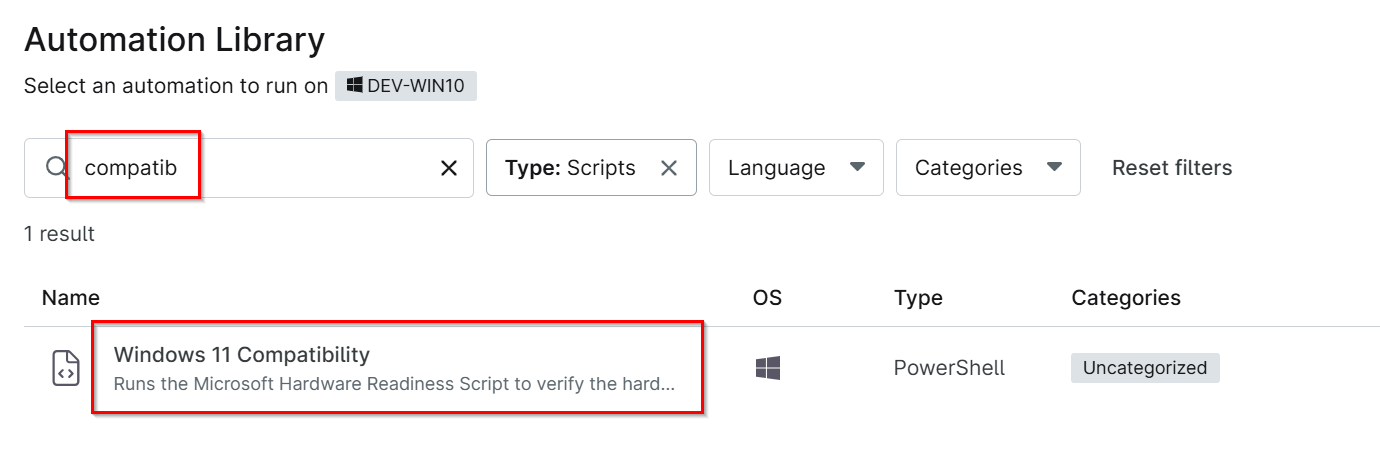 Automation Library
Select an automation to run on DEV-WIN10
compatib Type: Scripts Language Categories Reset filters
1 result
Name OS Type Categories
Windows 11 Compatibility
Runs the Microsoft Hardware Readiness Script to verify the hard...
PowerShell Uncategorized